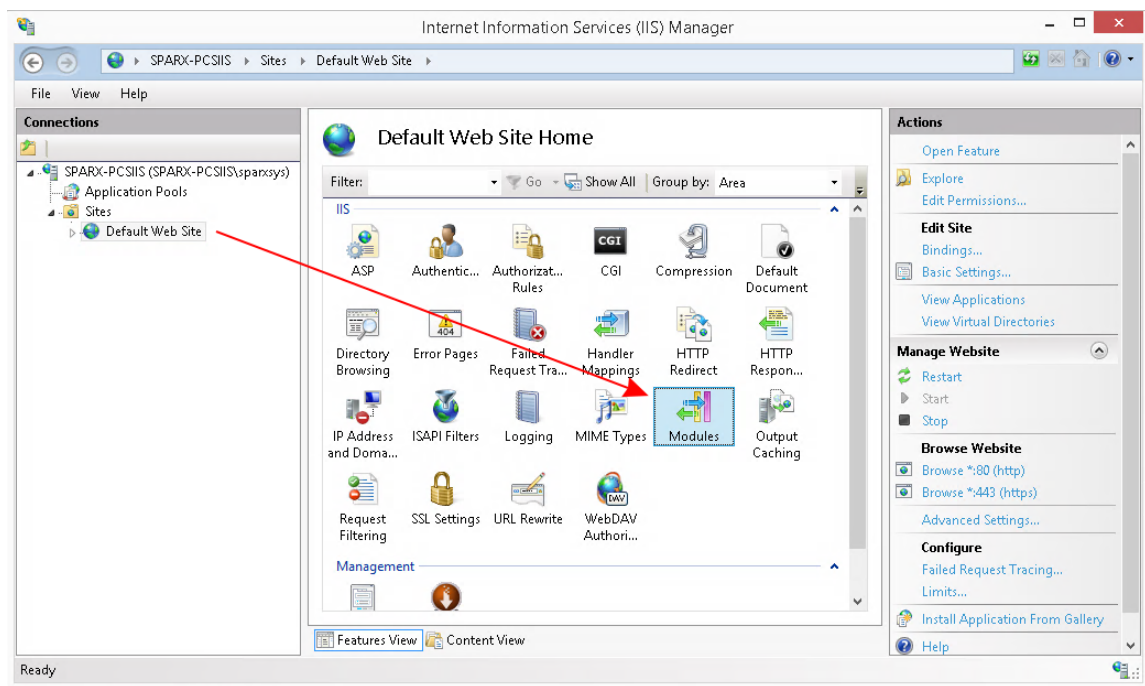 Internet Information Services (IIS) Manager
SPARX-PCSIIS Sites Default Web Site
File View Help
Connections
SPARX-PCSIIS (SPARX-PCSIIS\sparxsys)
Application Pools
Sites
Default Web Site
Default Web Site Home
Filter: Go Show All Group by: Area
IIS
ASP Authentic... Authorizat... CGI Compression Default
Rules Document
404
Directory Error Pages Failed Handler HTTP HTTP
Browsing Request Tra... Mappings Redirect Respon...
IP Address ISAPI Filters Logging MIME Types Modules Output
and Doma... Caching
DAV
Request SSL Settings URL Rewrite WebDAV
Filtering Authori...
Management
Features View Content View
Actions
Open Feature
Explore
Edit Permissions...
Edit Site
Bindings...
Basic Settings...
View Applications
View Virtual Directories
Manage Website
Restart
Start
Stop
Browse Website
Browse *:80 (http)
Browse *:443 (https)
Advanced Settings...
Configure
Failed Request Tracing...
Limits...
Install Application From Gallery
Help
Ready